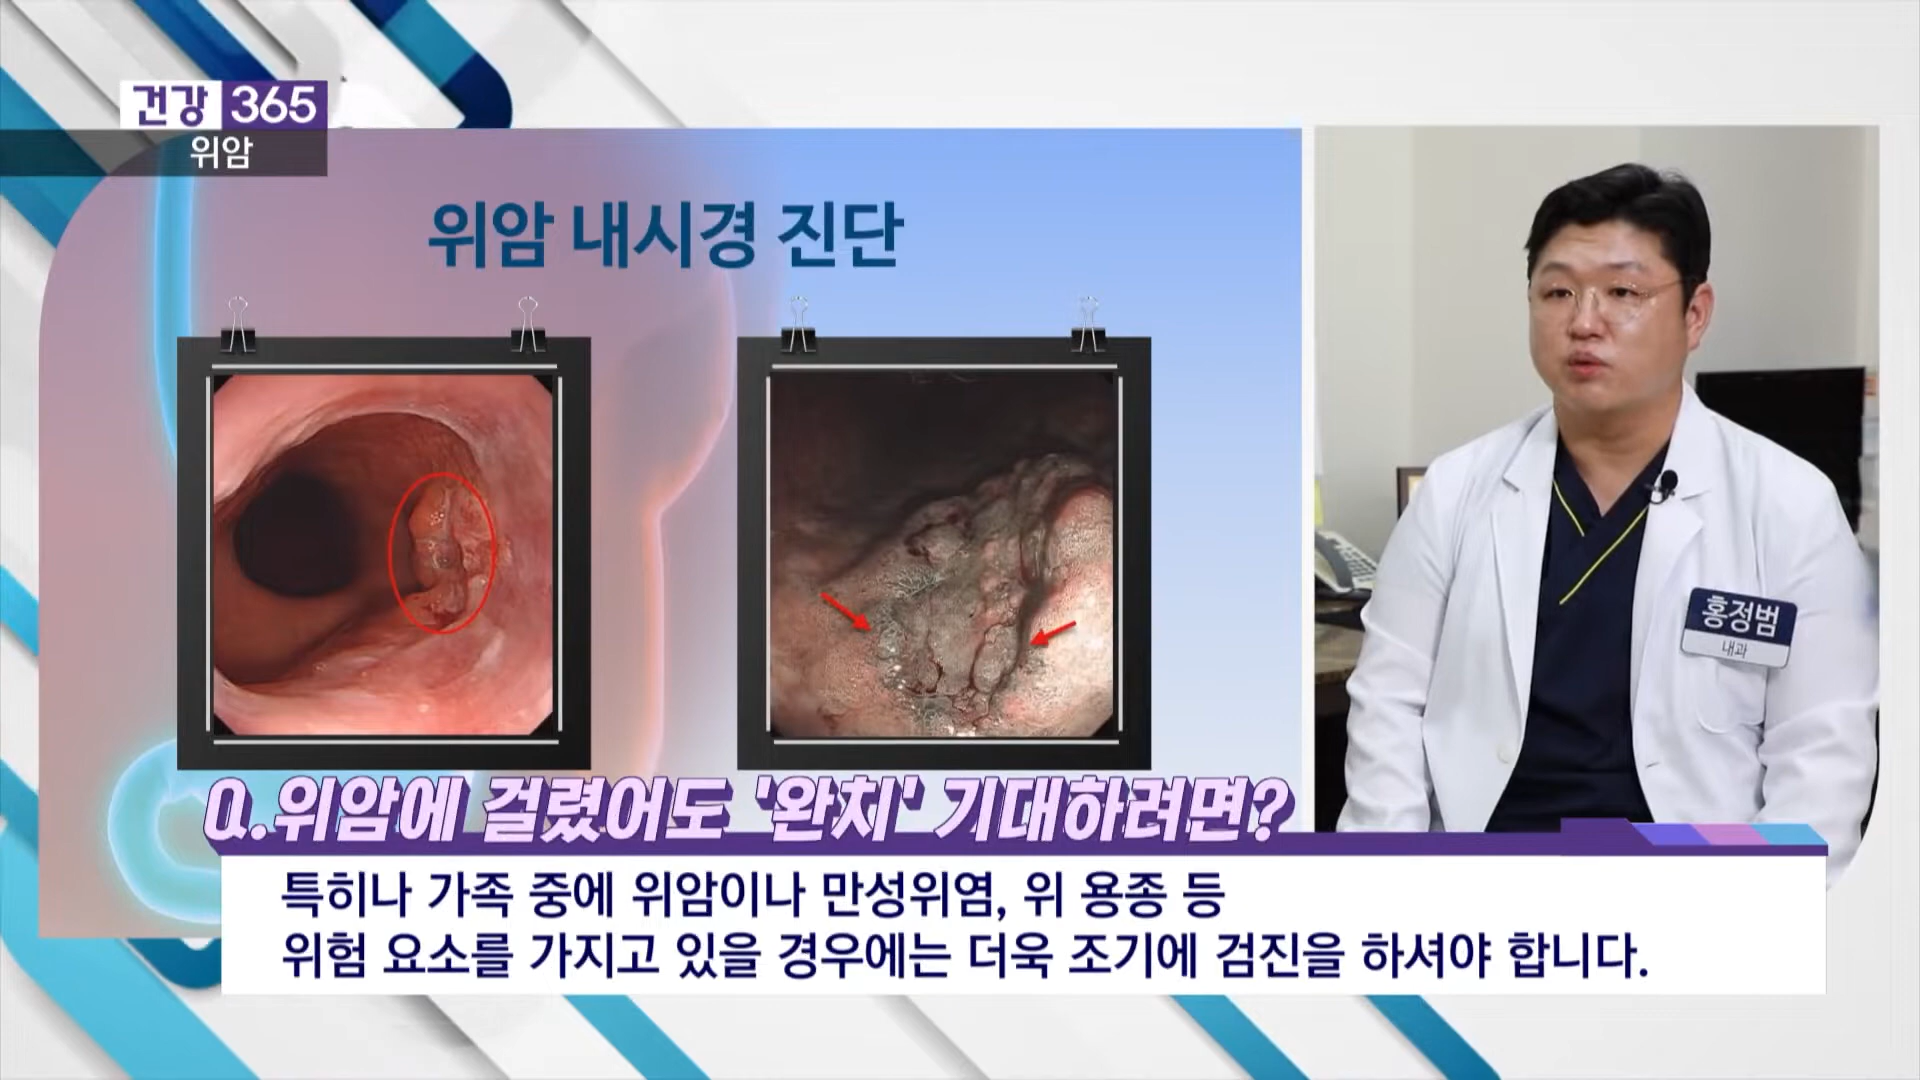 건강 365
위암
위암 내시경 진단
홍정범
내과
Q.위암에 걸렸어도 '완치' 기대하려면?
특히나 가족 중에 위암이나 만성위염, 위 용종 등
위험 요소를 가지고 있을 경우에는 더욱 조기에 검진을 하셔야 합니다.